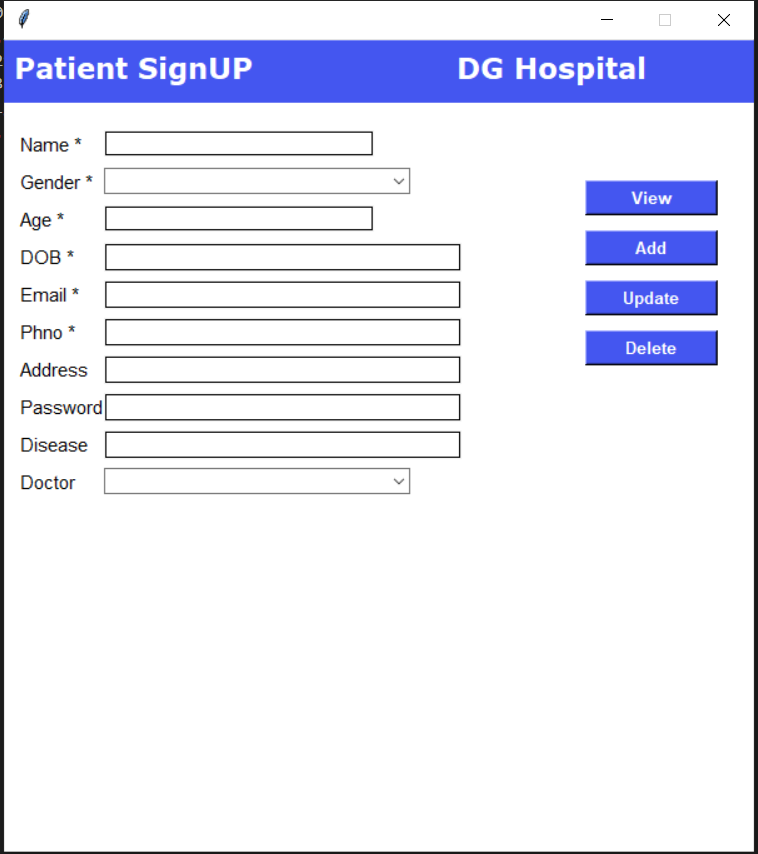 Patient SignUP DG Hospital
Name *
Gender *
Age *
DOB *
Email *
Phno *
Address
Password
Disease
Doctor
View
Add
Update
Delete